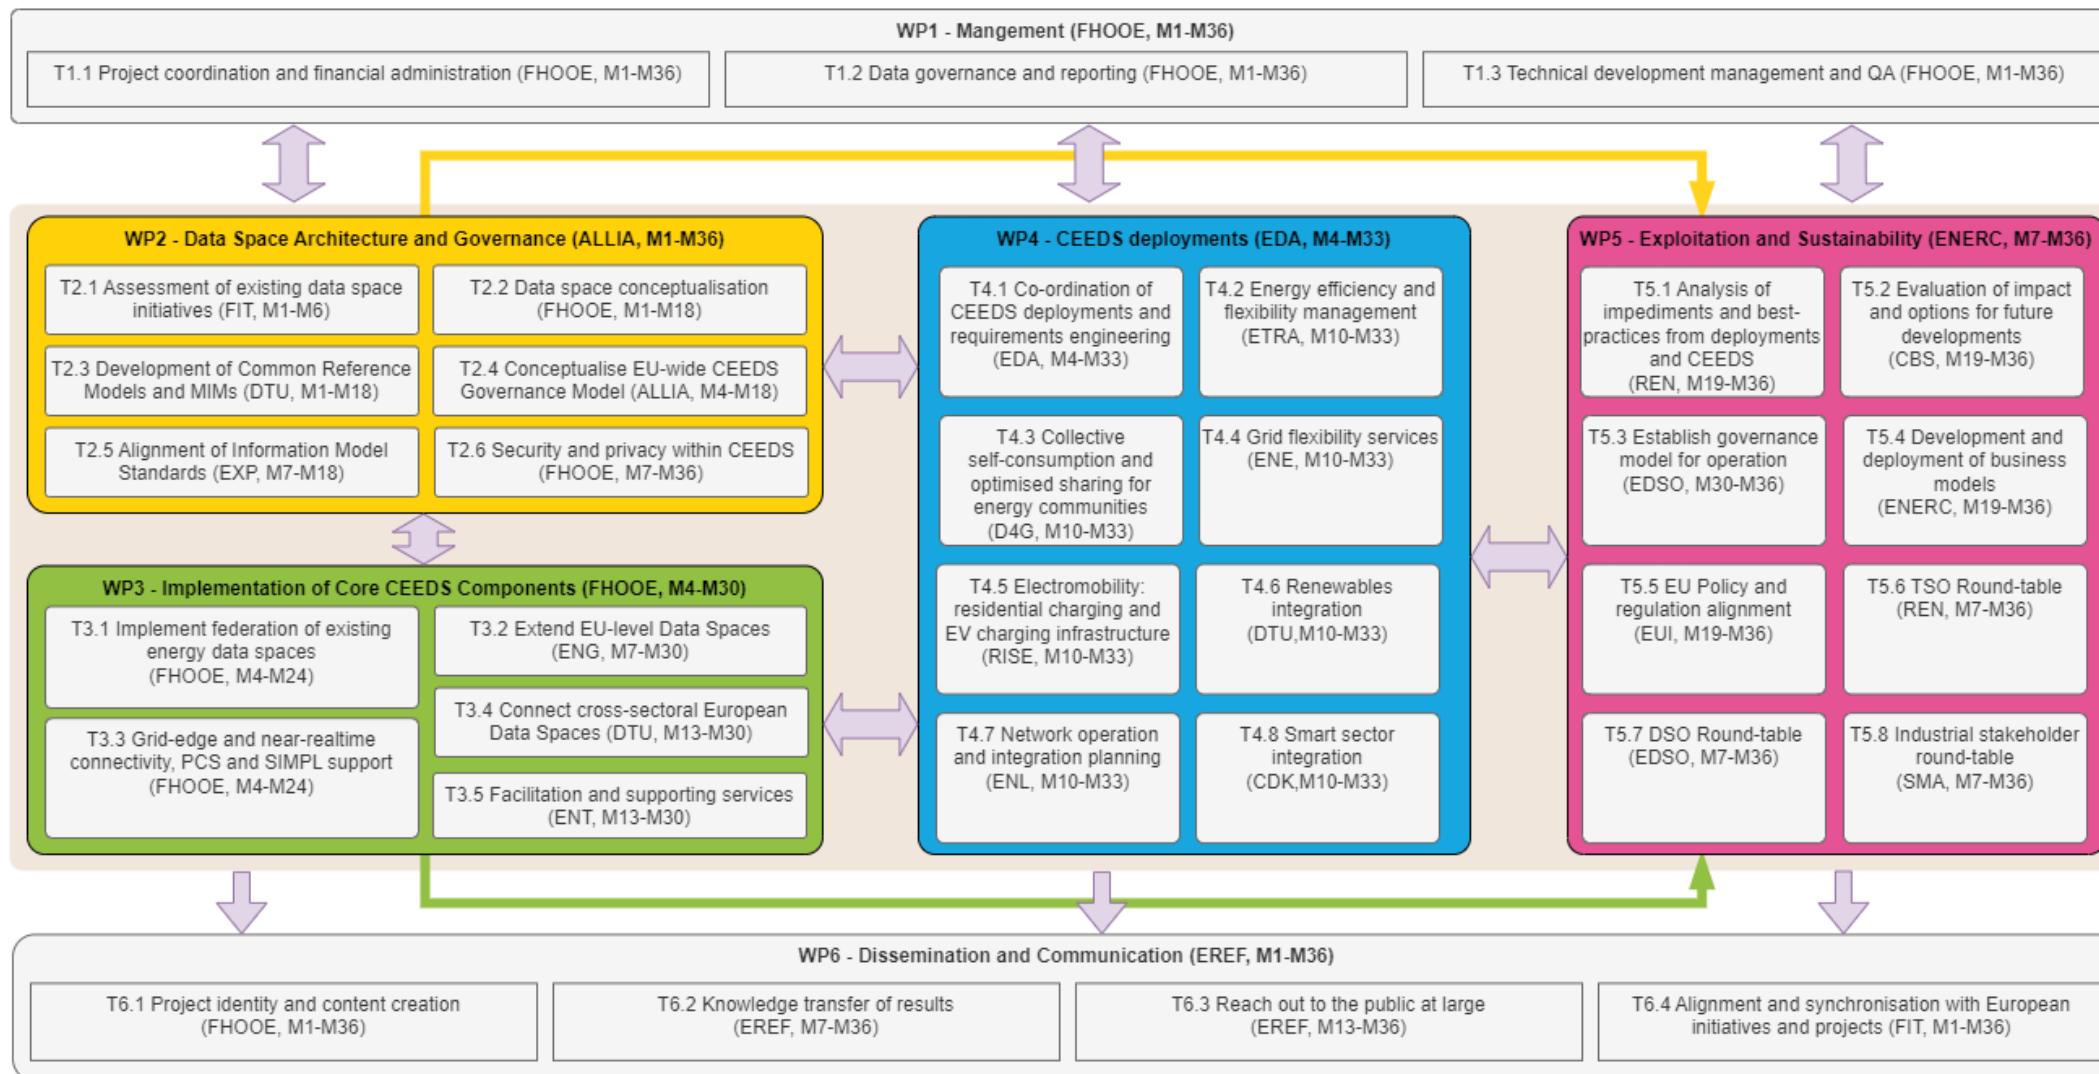 WP1 - Mangement (FHOOE, M1-M36)
T1.1 Project coordination and financial administration (FHOOE, M1-M36)
T1.2 Data governance and reporting (FHOOE, M1-M36)
T1.3 Technical development management and QA (FHOOE, M1-M36)
WP2 - Data Space Architecture and Governance (ALLIA, M1-M36)
T2.1 Assessment of existing data space
initiatives (FIT, M1-M6)
T2.2 Data space conceptualisation
(FHOOE, M1-M18)
T2.3 Development of Common Reference
Models and MIMs (DTU, M1-M18)
T2.4 Conceptualise EU-wide CEEDS
Governance Model (ALLIA, M4-M18)
T2.5 Alignment of Information Model
Standards (EXP, M7-M18)
T2.6 Security and privacy within CEEDS
(FHOOE, M7-M36)
WP3 - Implementation of Core CEEDS Components (FHOOE, M4-M30)
T3.1 Implement federation of existing
energy data spaces
(FHOOE, M4-M24)
T3.2 Extend EU-level Data Spaces
(ENG, M7-M30)
T3.3 Grid-edge and near-realtime
connectivity, PCS and SIMPL support
(FHOOE, M4-M24)
T3.4 Connect cross-sectoral European
Data Spaces (DTU, M13-M30)
T3.5 Facilitation and supporting services
(ENT, M13-M30)
WP4 - CEEDS deployments (EDA, M4-M33)
T4.1 Co-ordination of
CEEDS deployments and
requirements engineering
(EDA, M4-M33)
T4.2 Energy efficiency and
flexibility management
(ETRA, M10-M33)
T4.3 Collective
self-consumption and
optimised sharing for
energy communities
(D4G, M10-M33)
T4.4 Grid flexibility services
(ENE, M10-M33)
T4.5 Electromobility:
residential charging and
EV charging infrastructure
(RISE, M10-M33)
T4.6 Renewables
integration
(DTU,M10-M33)
T4.7 Network operation
and integration planning
(ENL, M10-M33)
T4.8 Smart sector
integration
(CDK,M10-M33)
WP5 - Exploitation and Sustainability (ENERC, M7-M36)
T5.1 Analysis of
impediments and best-
practices from deployments
and CEEDS
(REN, M19-M36)
T5.2 Evaluation of impact
and options for future
developments
(CBS, M19-M36)
T5.3 Establish governance
model for operation
(EDSO, M30-M36)
T5.4 Development and
deployment of business
models
(ENERC, M19-M36)
T5.5 EU Policy and
regulation alignment
(EUI, M19-M36)
T5.6 TSO Round-table
(REN, M7-M36)
T5.7 DSO Round-table
(EDSO, M7-M36)
T5.8 Industrial stakeholder
round-table
(SMA, M7-M36)
WP6 - Dissemination and Communication (EREF, M1-M36)
T6.1 Project identity and content creation
(FHOOE, M1-M36)
T6.2 Knowledge transfer of results
(EREF, M7-M36)
T6.3 Reach out to the public at large
(EREF, M13-M36)
T6.4 Alignment and synchronisation with European
initiatives and projects (FIT, M1-M36)